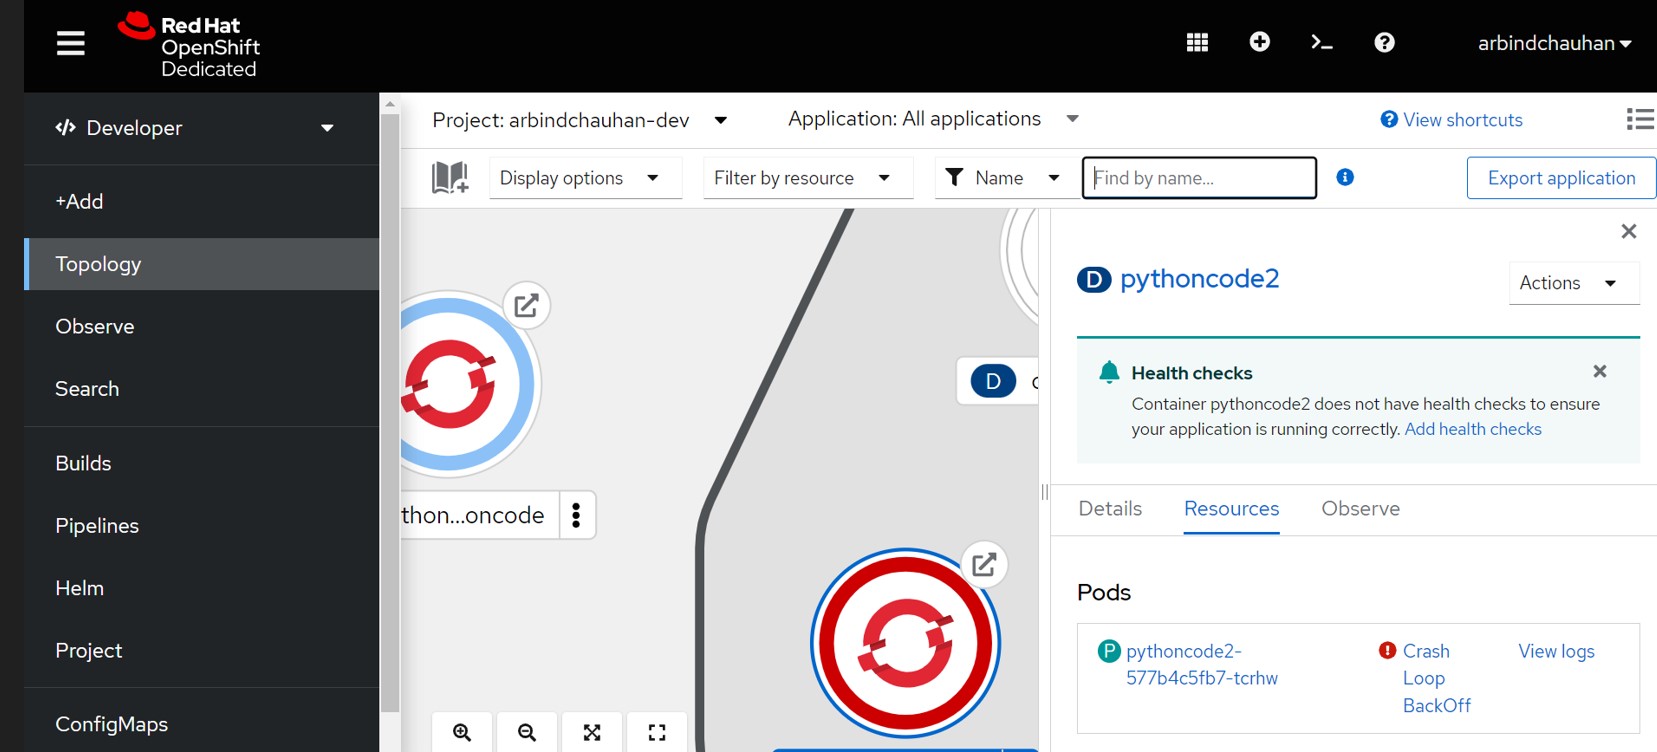 Red Hat
OpenShift
Dedicated
arbindchauhan
Developer
+Add
Topology
Observe
Search
Builds
Pipelines
Helm
Project
ConfigMaps
Project: arbindchauhan-dev
Application: All applications
View shortcuts
Display options
Filter by resource
Name
Find by name...
Export application
thon...oncode
D
D pythoncode2
Actions
Health checks
Container pythoncode2 does not have health checks to ensure
your application is running correctly. Add health checks
Details
Resources
Observe
Pods
P pythoncode2-
577b4c5fb7-tcrhw
Crash
Loop
BackOff
View logs